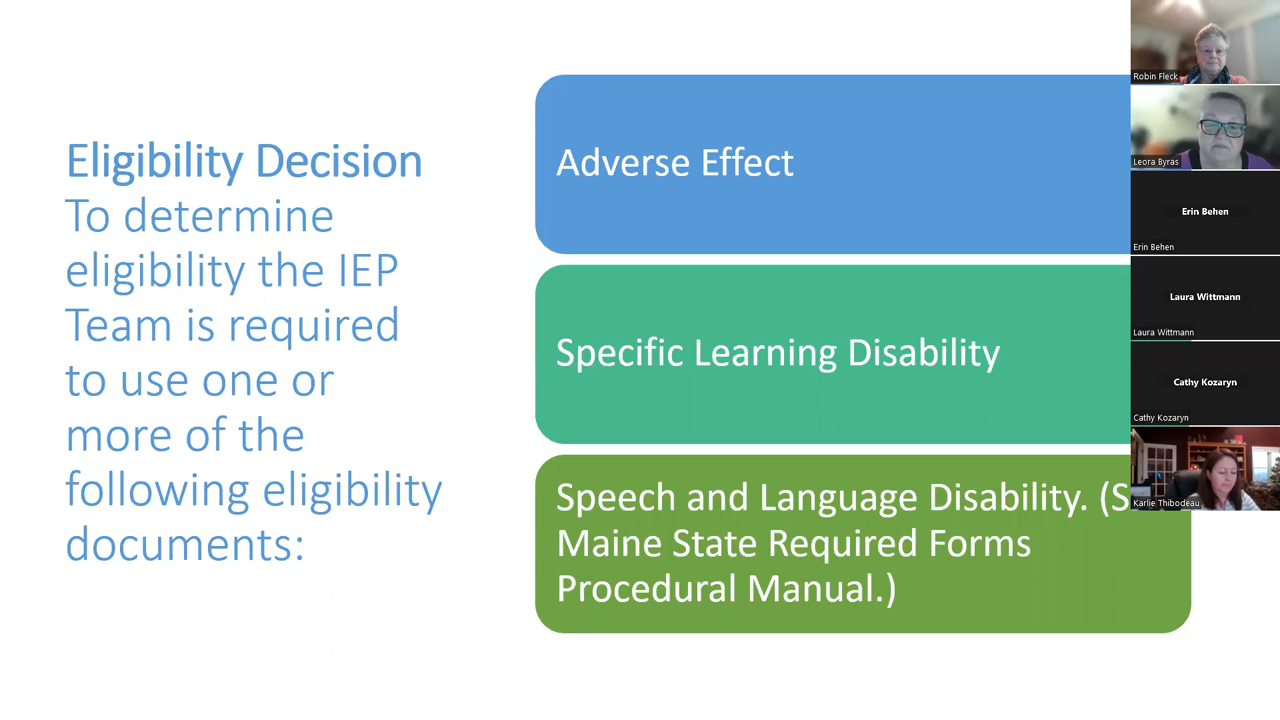 Eligibility Decision
To determine
eligibility the IEP
Team is required
to use one or
more of the
following eligibility
documents:
Adverse Effect
Specific Learning Disability
Speech and Language Disability. (S
Maine State Required Forms
Procedural Manual.)
Robin Fleck
Leora Byras
Erin Behen
Erin Behen
Laura Wittmann
Laura Wittmann
Cathy Kozaryn
Cathy Kozaryn
Karlie Thibodeau